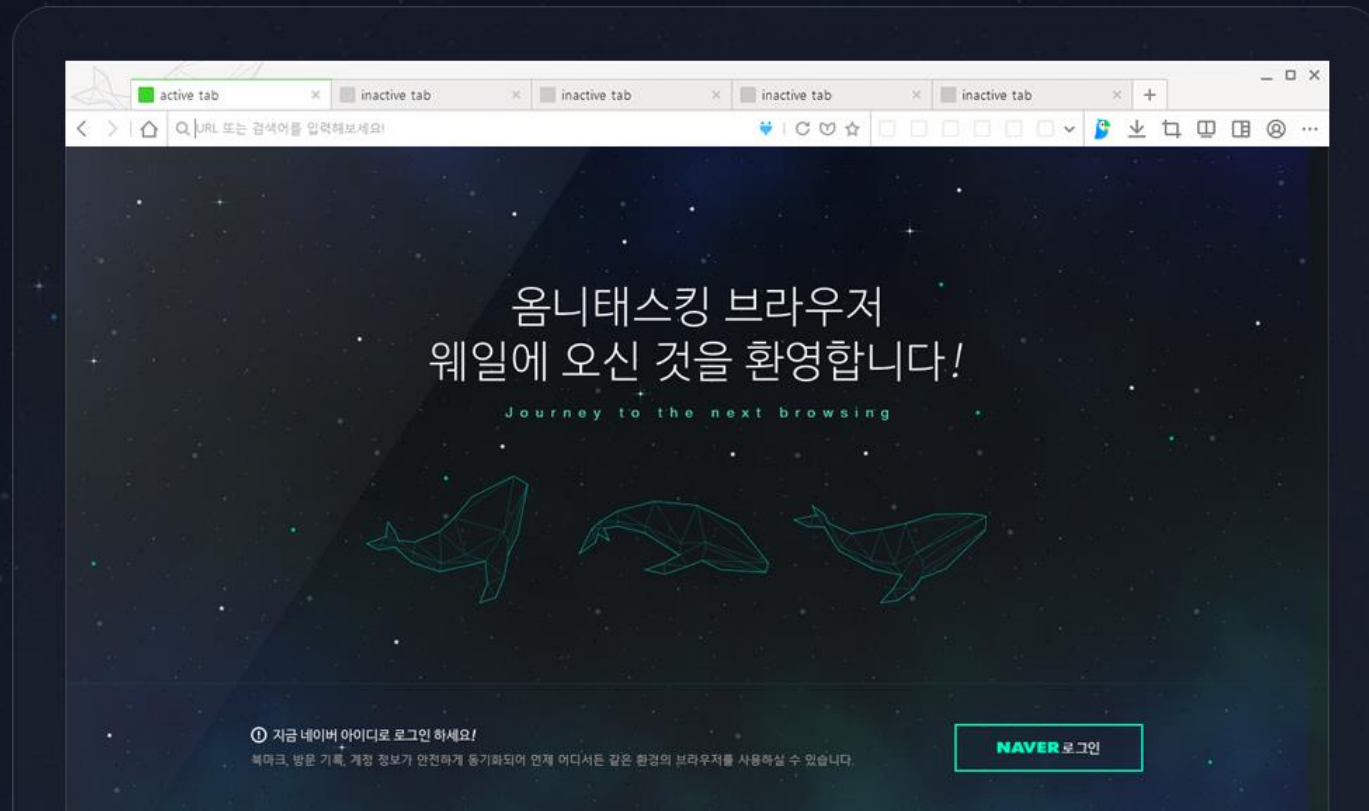 active tab
inactive tab
inactive tab
inactive tab
inactive tab
URL 또는 검색어를 입력해보세요!
옴니태스킹 브라우저
웨일에 오신 것을 환영합니다!
Journey to the next browsing
지금 네이버 아이디로 로그인 하세요!
북마크, 방문 기록, 계정 정보가 안전하게 동기화되어 언제 어디서든 같은 환경의 브라우저를 사용하실 수 있습니다.
NAVER 로그인